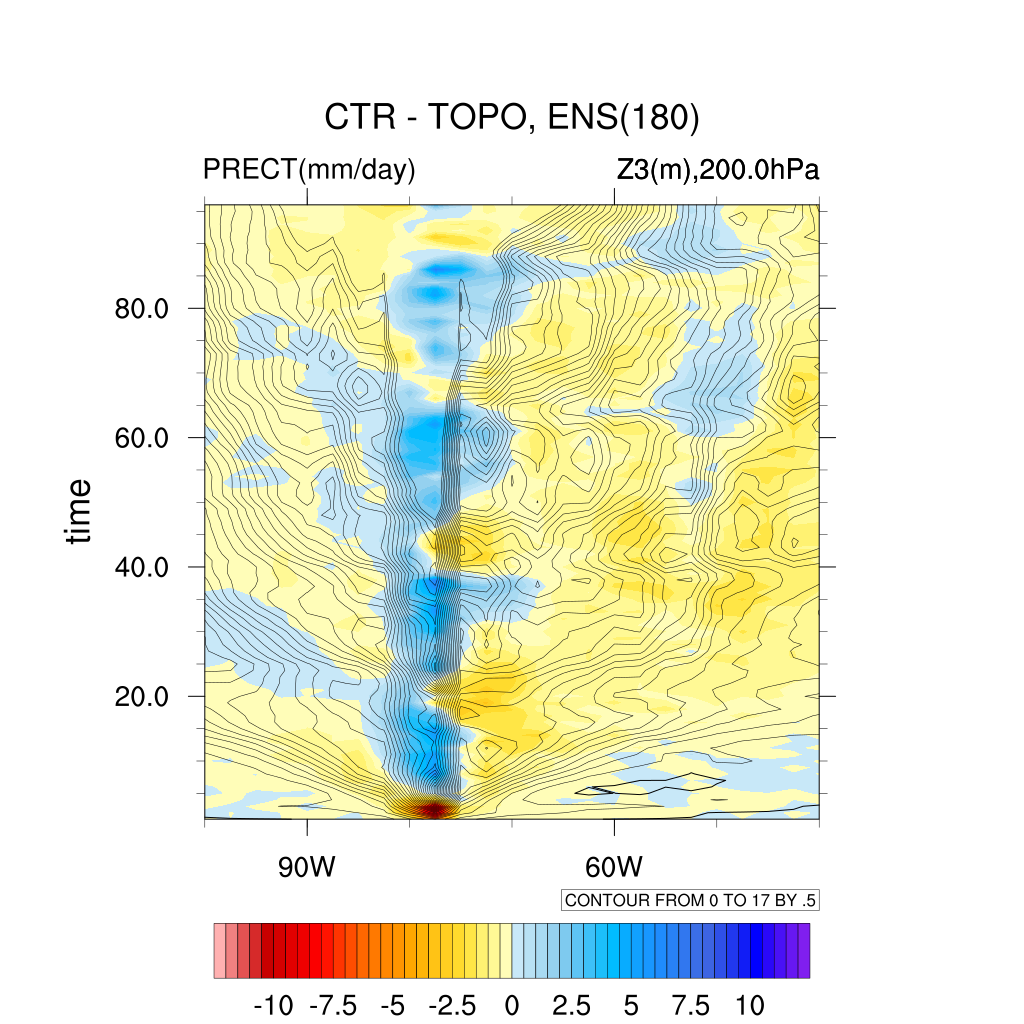 CTR - TOPO, ENS(180)
PRECT(mm/day) Z3(m),200.0hPa
80.0
60.0
time
40.0
20.0
90W 60W
CONTOUR FROM 0 TO 17 BY .5
-10 -7.5 -5 -2.5 0 2.5 5 7.5 10